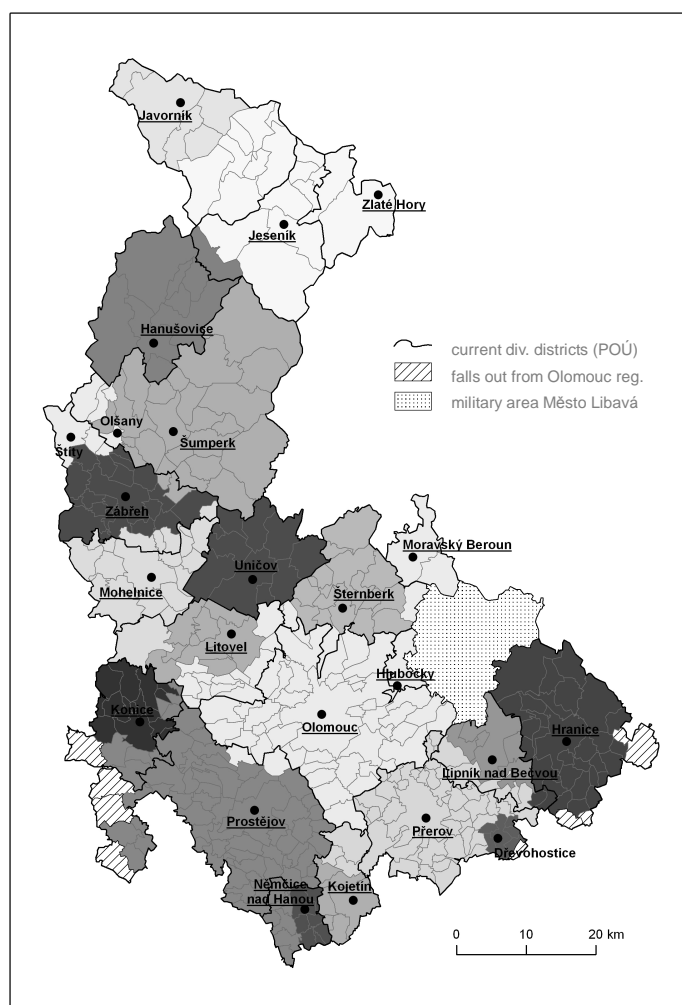 Javorník
Zlaté Hory
Jeseník
Hanušovise
current div. districts (POÚ)
falls out from Olomouc reg.
military area Město Libavá
Olšany
Štíty
Šumperk
Zábřeh
Moravský Beroun
Uničov
Mohelnice
Šternberk
Litovel
Hlubočky
Konice
Olomouc
Hranice
Lipník nad Bečvou
Prostějov
Přerov
Dřevohostice
Němčice
nad Hanou
Kojetín
0 10 20 km